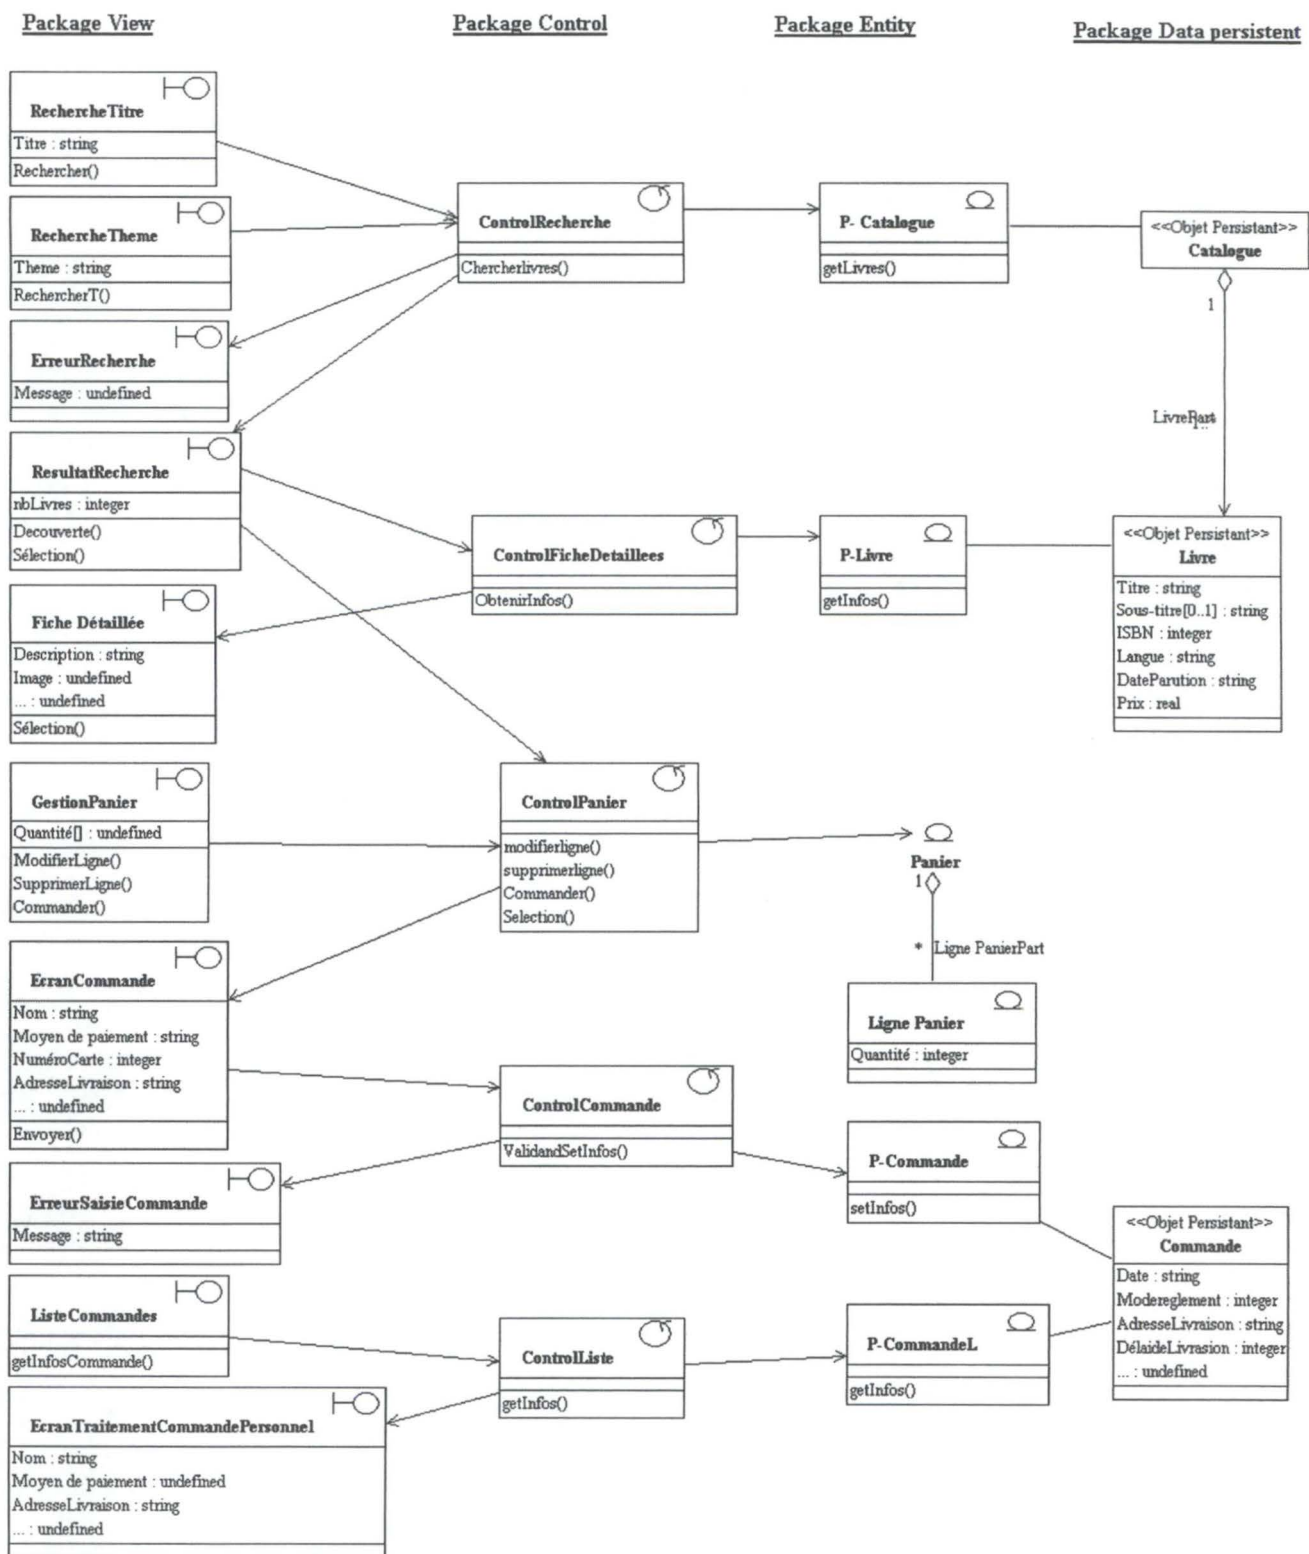 Package View
Package Control
Package Entity
Package Data persistent
RechercheTitre
Titre : string
Rechercher()
RechercheTheme
Theme : string
RechercherT()
ErreurRecherche
Message : undefined
ResultatRecherche
nbLivres : integer
Decouverte()
Sélection()
Fiche Détaillée
Description : string
Image : undefined
... : undefined
Sélection()
GestionPanier
Quantité[] : undefined
ModifierLigne()
SupprimerLigne()
Commander()
EcranCommande
Nom : string
Moyen de paiement : string
NuméroCarte : integer
AdresseLivraison : string
... : undefined
Envoyer()
ErreurSaisieCommande
Message : string
ListeCommandes
getInfosCommande()
EcranTraitementCommandePersonnel
Nom : string
Moyen de paiement : undefined
AdresseLivraison : string
... : undefined
ControlRecherche
Chercherlivres()
ControlFicheDetaillees
ObtenirInfos()
ControlPanier
modifierligne()
supprimerligne()
Commander()
Selection()
ControlCommande
ValidandSetInfos()
ControlListe
getInfos()
P- Catalogue
getLivres()
P-Livre
getInfos()
Panier
1
* Ligne PanierPart
Ligne Panier
Quantité : integer
P-Commande
setInfos()
P-CommandeL
getInfos()
<<Objet Persistant>>
Catalogue
1
LivrePart
<<Objet Persistant>>
Livre
Titre : string
Sous-titre[0..1] : string
ISBN : integer
Langue : string
DateParution : string
Prix : real
<<Objet Persistant>>
Commande
Date : string
Modereglement : integer
AdresseLivraison : string
DélaideLivrasion : integer
... : undefined